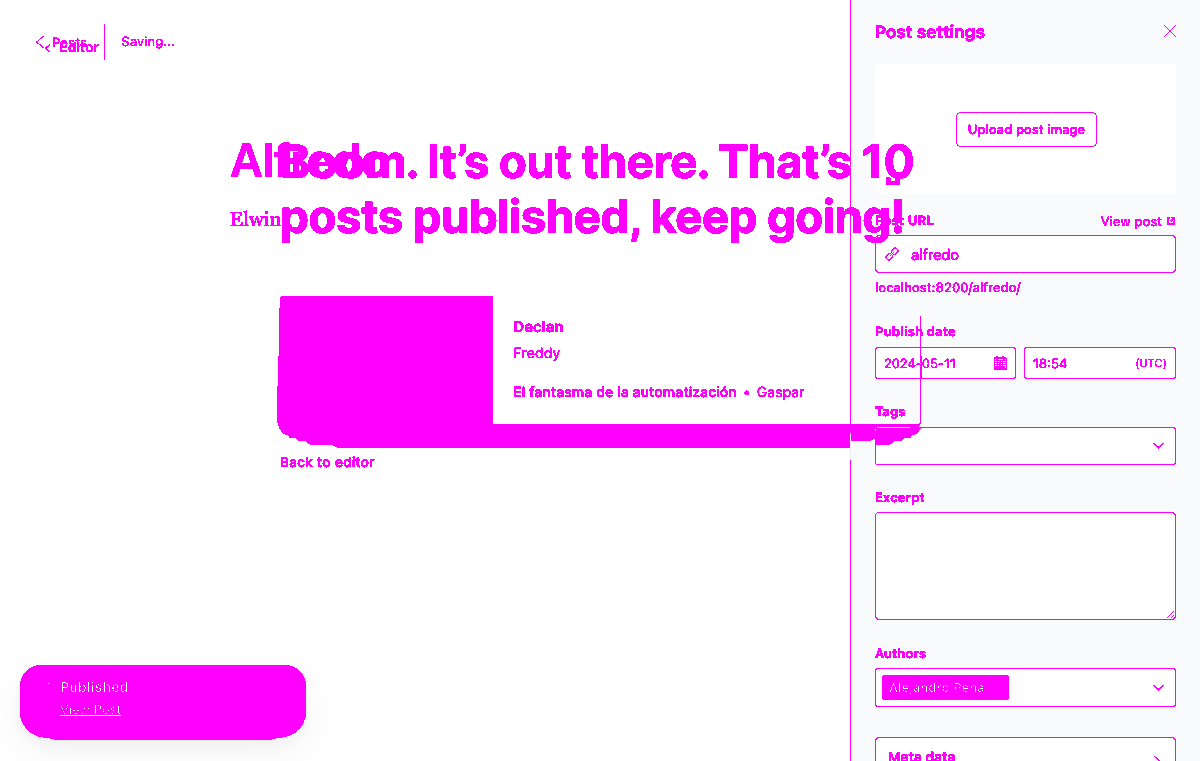 Posts
Editor
Saving...
Post settings
Upload post image
Alfredo
Boom. It’s out there. That’s 10
posts published, keep going!
Elwin
Post URL
View post
alfredo
localhost:8200/alfredo/
Publish date
2024-05-11
18:54
(UTC)
Declan
Freddy
El fantasma de la automatización • Gaspar
Tags
Back to editor
Excerpt
Authors
Alejandro Pena
Published
View Post
Meta data